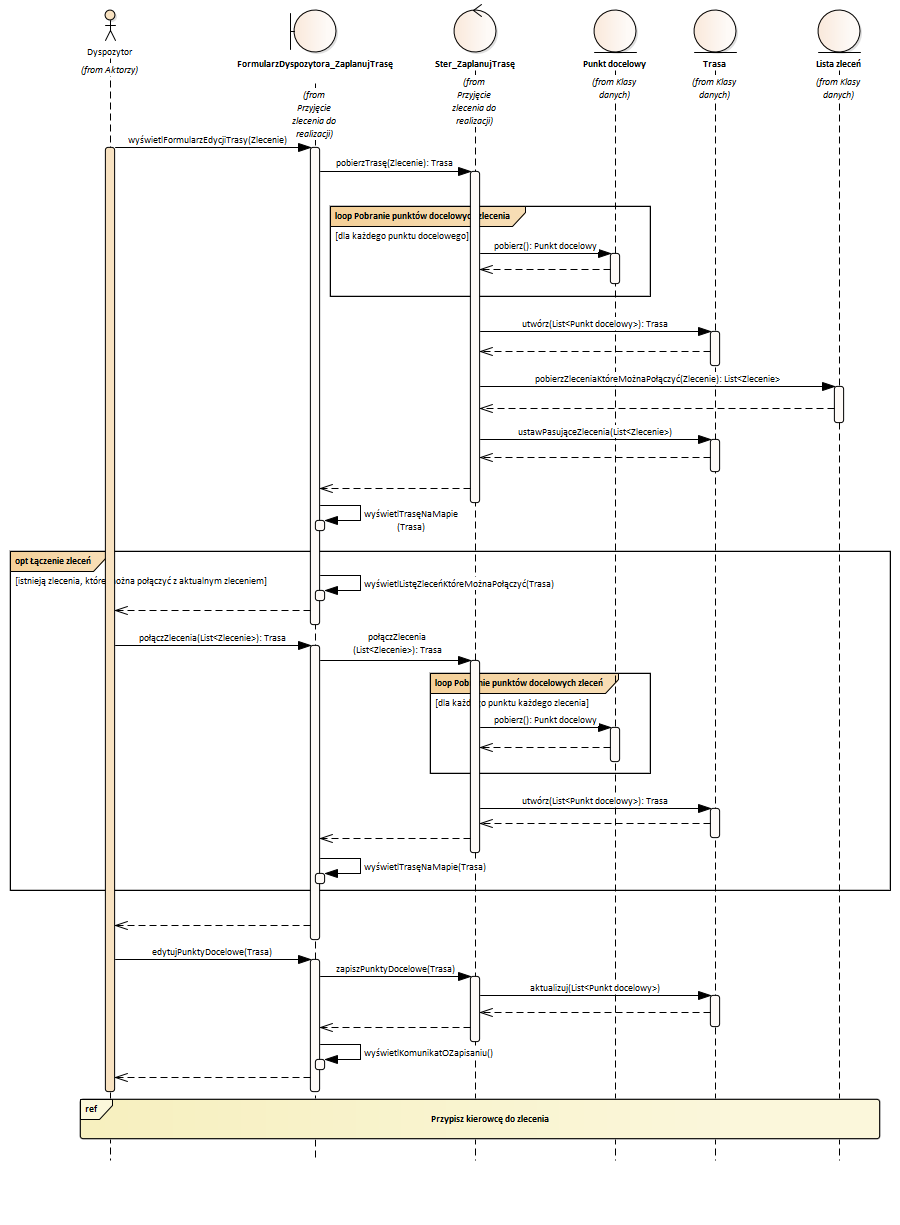 Dyspozytor
(from Aktorzy)
FormularzDyspozytora_ZaplanujTrasę
(from
Przyjęcie
zlecenia do
realizacji)
Ster_ZaplanujTrasę
(from
Przyjęcie
zlecenia do
realizacji)
Punkt docelowy
(from Klasy
danych)
Trasa
(from Klasy
danych)
Lista zleceń
(from Klasy
danych)
wyświetlFormularzEdycjiTrasy(Zlecenie)
pobierzTrasę(Zlecenie): Trasa
loop Pobranie punktów docelowych zlecenia
[dla każdego punktu docelowego]
pobierz(): Punkt docelowy
utwórz(List<Punkt docelowy>): Trasa
pobierzZleceniaKtóreMożnaPołączyć(Zlecenie): List<Zlecenie>
ustawPasująceZlecenia(List<Zlecenie>)
wyświetlTrasęNaMapie
(Trasa)
opt Łączenie zleceń
[istnieją zlecenia, które można połączyć z aktualnym zleceniem]
wyświetlListęZleceńKtóreMożnaPołączyć(Trasa)
połączZlecenia(List<Zlecenie>): Trasa
połączZlecenia
(List<Zlecenie>): Trasa
loop Pobranie punktów docelowych zleceń
[dla każdego punktu każdego zlecenia]
pobierz(): Punkt docelowy
utwórz(List<Punkt docelowy>): Trasa
wyświetlTrasęNaMapie(Trasa)
edytujPunktyDocelowe(Trasa)
zapiszPunktyDocelowe(Trasa)
aktualizuj(List<Punkt docelowy>)
wyświetlKomunikatOZapisaniu()
ref
Przypisz kierowcę do zlecenia